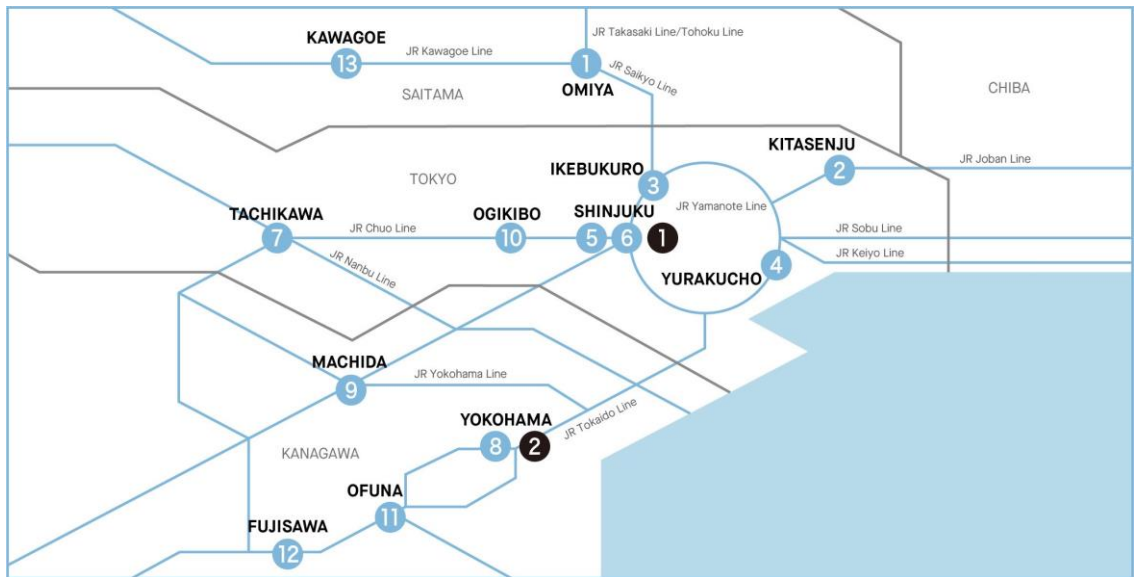 KAWAGOE
13
JR Kawagoe Line
JR Takasaki Line/Tohoku Line
1
OMIYA
JR Saikyo Line
SAITAMA
CHIBA
KITASENJU
2
JR Joban Line
IKEBUKURO
3
TOKYO
JR Yamanote Line
TACHIKAWA
7
JR Chuo Line
OGIKIBO
10
SHINJUKU
5
6
1
JR Sobu Line
JR Keiyo Line
YURAKUCHO
4
JR Nanbu Line
MACHIDA
9
JR Yokohama Line
JR Tokaido Line
YOKOHAMA
8
2
KANAGAWA
OFUNA
11
FUJISAWA
12